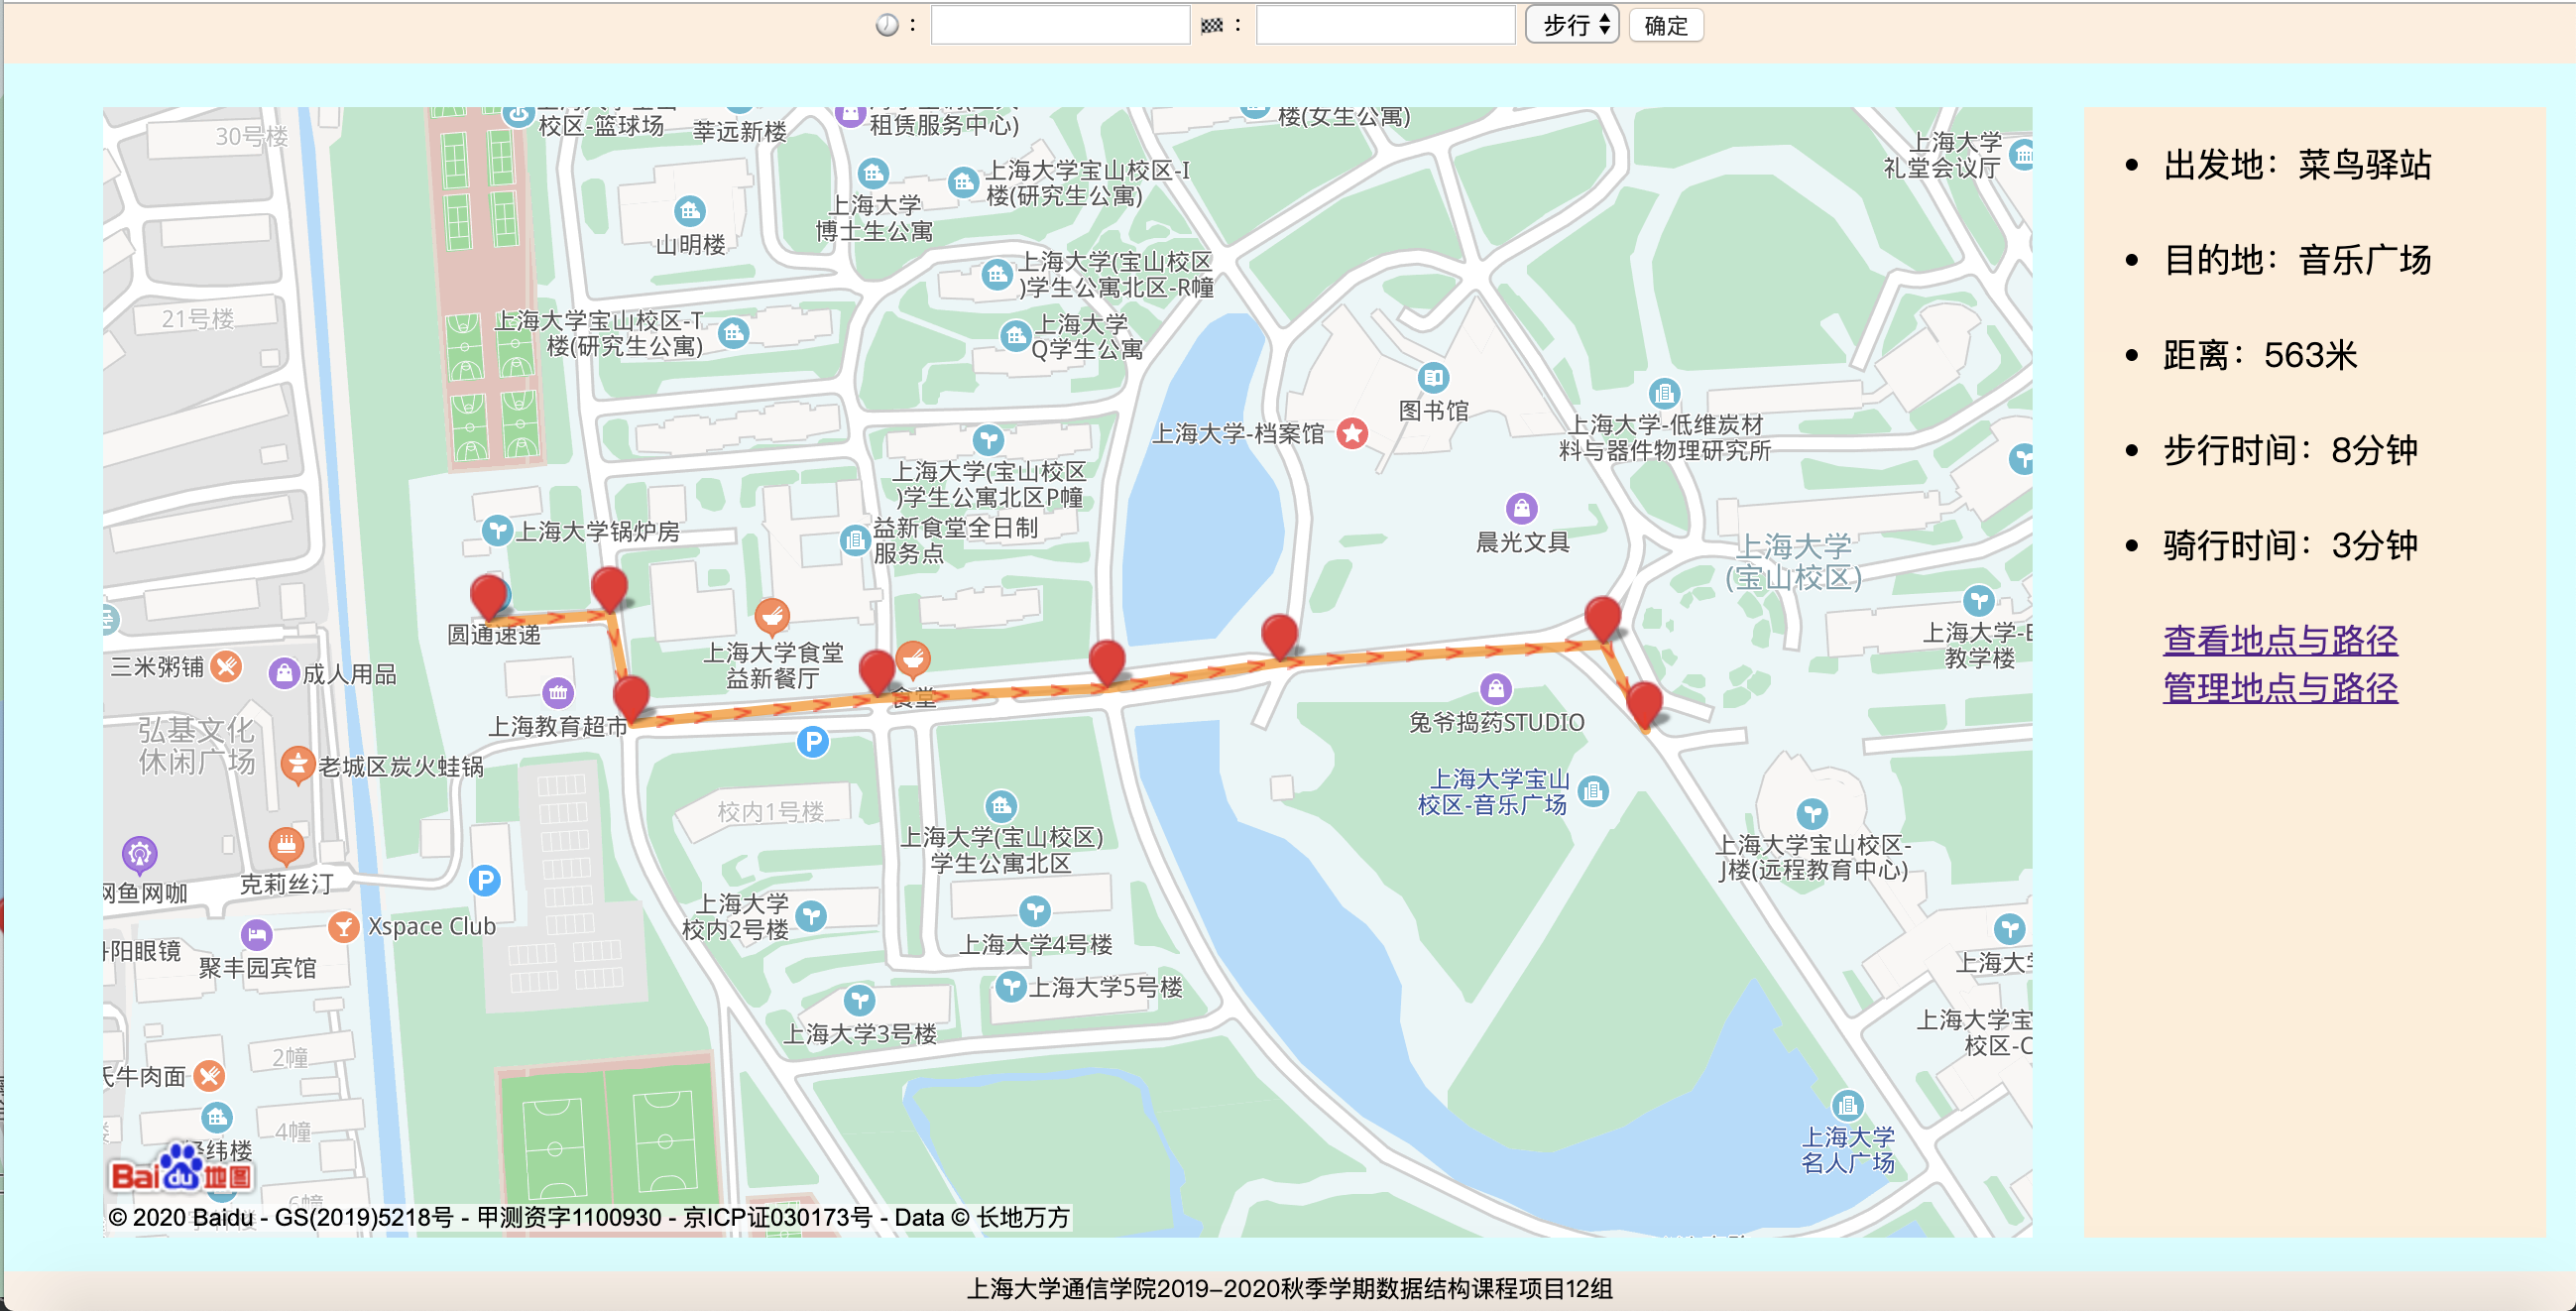 ：
：
步行
确定
30号楼
校区-篮球场
莘远新楼
租赁服务中心)
楼(女生公寓)
上海大学
礼堂会议厅
上海大学宝山校区-I
楼(研究生公寓)
上海大学
博士生公寓
山明楼
上海大学(宝山校区
)学生公寓北区-R幢
21号楼
上海大学宝山校区-T
楼(研究生公寓)
上海大学
Q学生公寓
图书馆
上海大学-档案馆
上海大学-低维炭材
料与器件物理研究所
上海大学(宝山校区
)学生公寓北区P幢
上海大学锅炉房
益新食堂全日制
服务点
晨光文具
上海大学
(宝山校区)
圆通速递
上海大学食堂
益新餐厅
食堂
上海大学-E
教学楼
三米粥铺
成人用品
上海教育超市
弘基文化
休闲广场
P
兔爷捣药STUDIO
老城区炭火蛙锅
上海大学宝山
校区-音乐广场
校内1号楼
上海大学(宝山校区)
学生公寓北区
上海大学宝山校区-
J楼(远程教育中心)
网鱼网咖
克莉丝汀
P
Xspace Club
上海大学
校内2号楼
上海大学4号楼
阳眼镜
聚丰园宾馆
上海大学
上海大学5号楼
上海大学3号楼
上海大学宝
校区-C
2幢
牛肉面
4幢
纬楼
上海大学
名人广场
6幢
Bai du 地图
© 2020 Baidu - GS(2019)5218号 - 甲测资字1100930 - 京ICP证030173号 - Data © 长地万方
出发地：菜鸟驿站
目的地：音乐广场
距离：563米
步行时间：8分钟
骑行时间：3分钟
查看地点与路径
管理地点与路径
上海大学通信学院2019-2020秋季学期数据结构课程项目12组